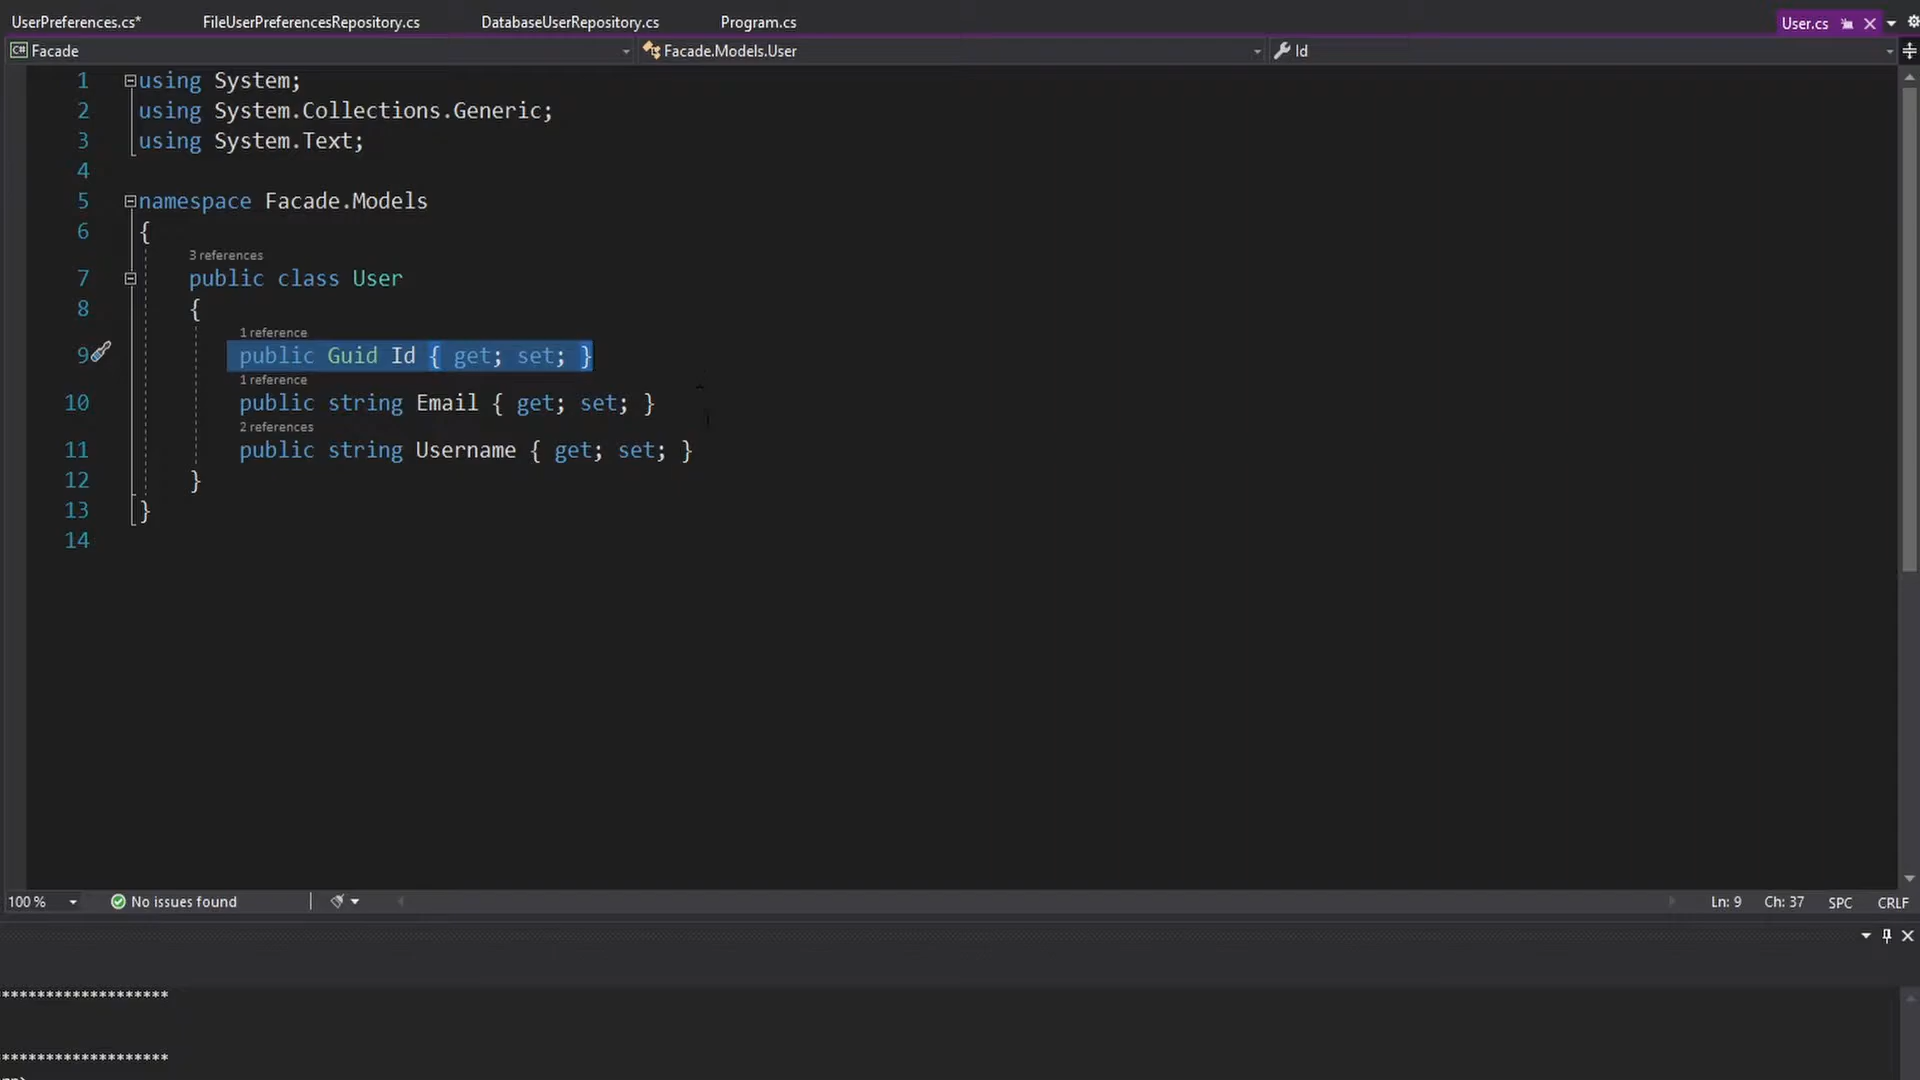 UserPreferences.cs* FileUserPreferencesRepository.cs DatabaseUserRepository.cs Program.cs User.cs
C# Facade Facade.Models.User Id
1 using System;
2 using System.Collections.Generic;
3 using System.Text;
4
5 namespace Facade.Models
6 {
3 references
7 public class User
8 {
1 reference
9 public Guid Id { get; set; }
1 reference
10 public string Email { get; set; }
2 references
11 public string Username { get; set; }
12 }
13 }
14
100 % No issues found Ln: 9 Ch: 37 SPC CRLF
*******************
*******************